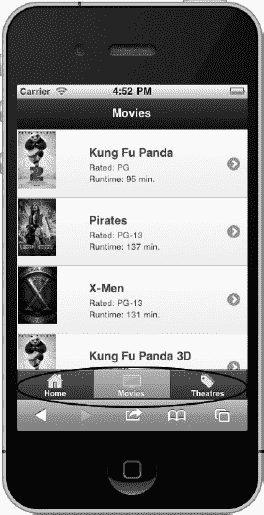 Carrier 4:52 PM
Movies
Kung Fu Panda
Rated: PG
Runtime: 95 min.
Pirates
Rated: PG-13
Runtime: 137 min.
X-Men
Rated: PG-13
Runtime: 131 min.
Kung Fu Panda 3D
Home Movies Theatres